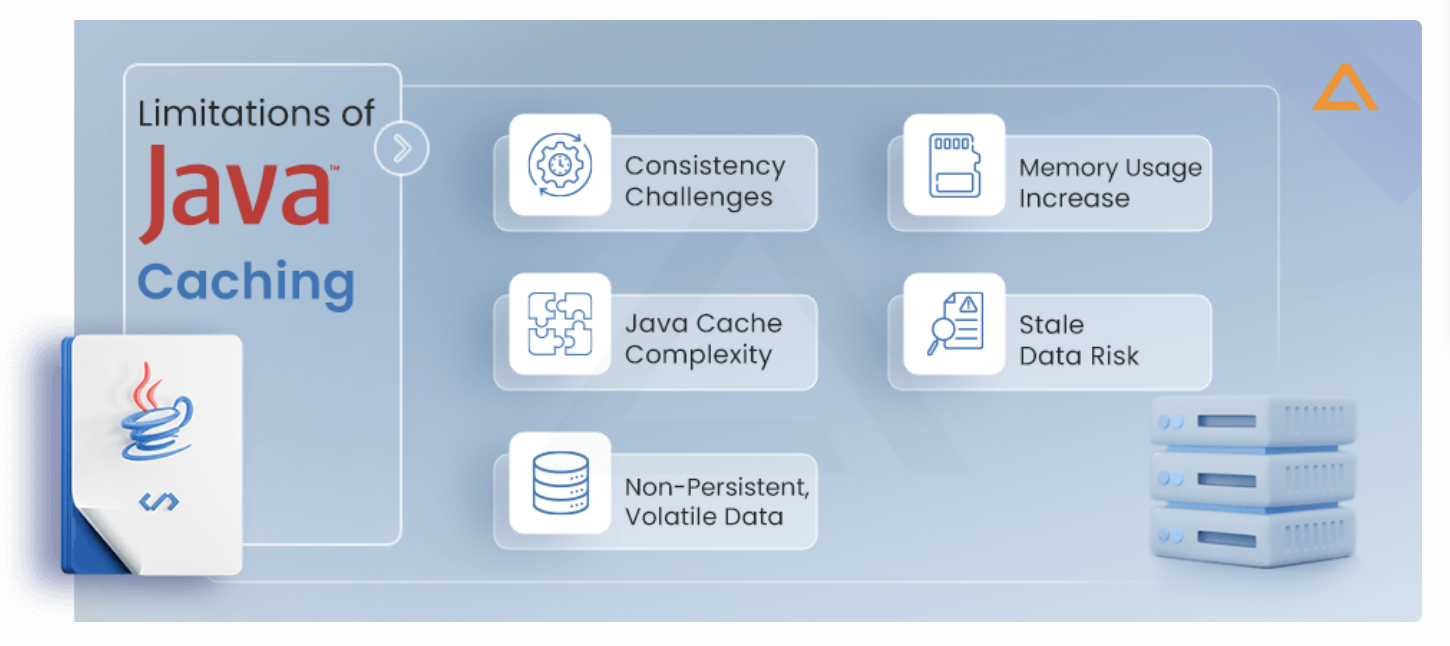 Limitations of
Java™
Caching
Consistency
Challenges
Memory Usage
Increase
Java Cache
Complexity
Stale
Data Risk
Non-Persistent,
Volatile Data